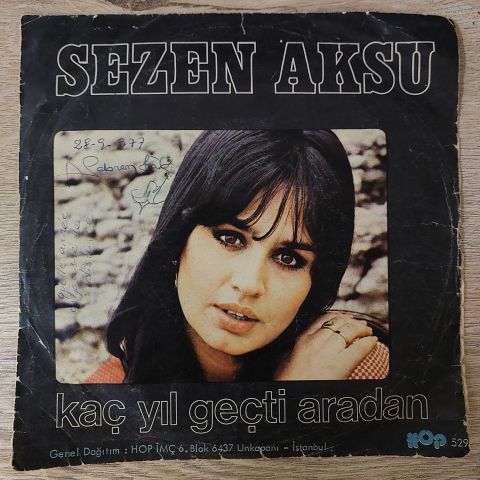 SEZEN AKSU
28-9-977
kaç yıl geçti aradan
HOP 529
Genel Dağıtım : HOP İMÇ 6. Blok 6437 Unkapanı – İstanbul